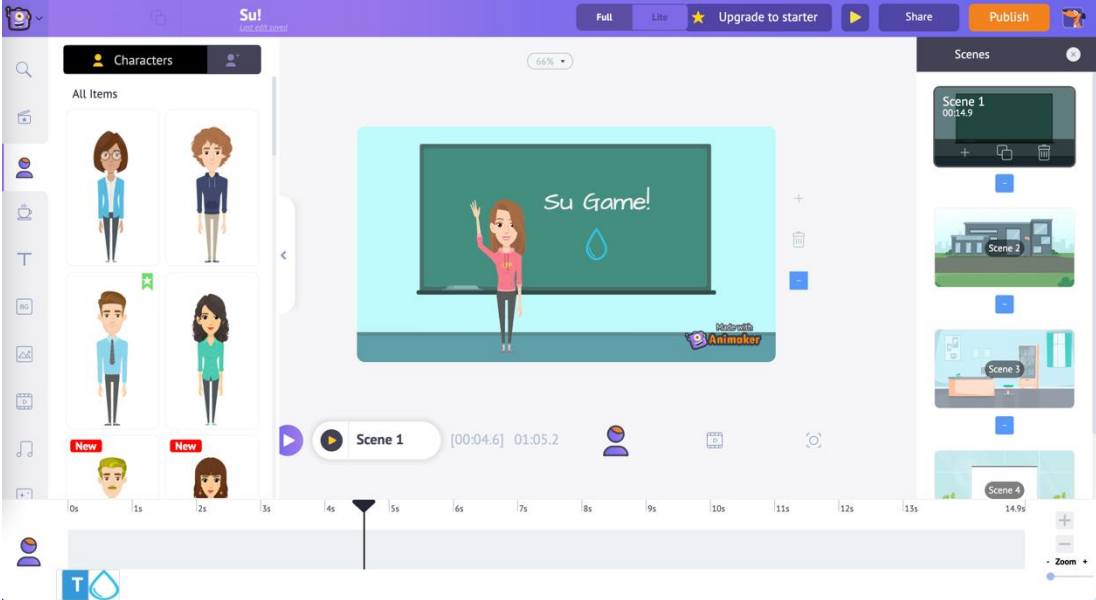 Su!
Last edit saved
Full
Lite
Upgrade to starter
Share
Publish
Characters
66%
Scenes
All Items
Scene 1
00:14.9
Su Game!
Scene 2
Made with
Animaker
Scene 3
Scene 1
[00:04.6] 01:05.2
New
New
Scene 4
0s 1s 2s 3s 4s 5s 6s 7s 8s 9s 10s 11s 12s 13s 14.9s
- Zoom +
T
T
BG